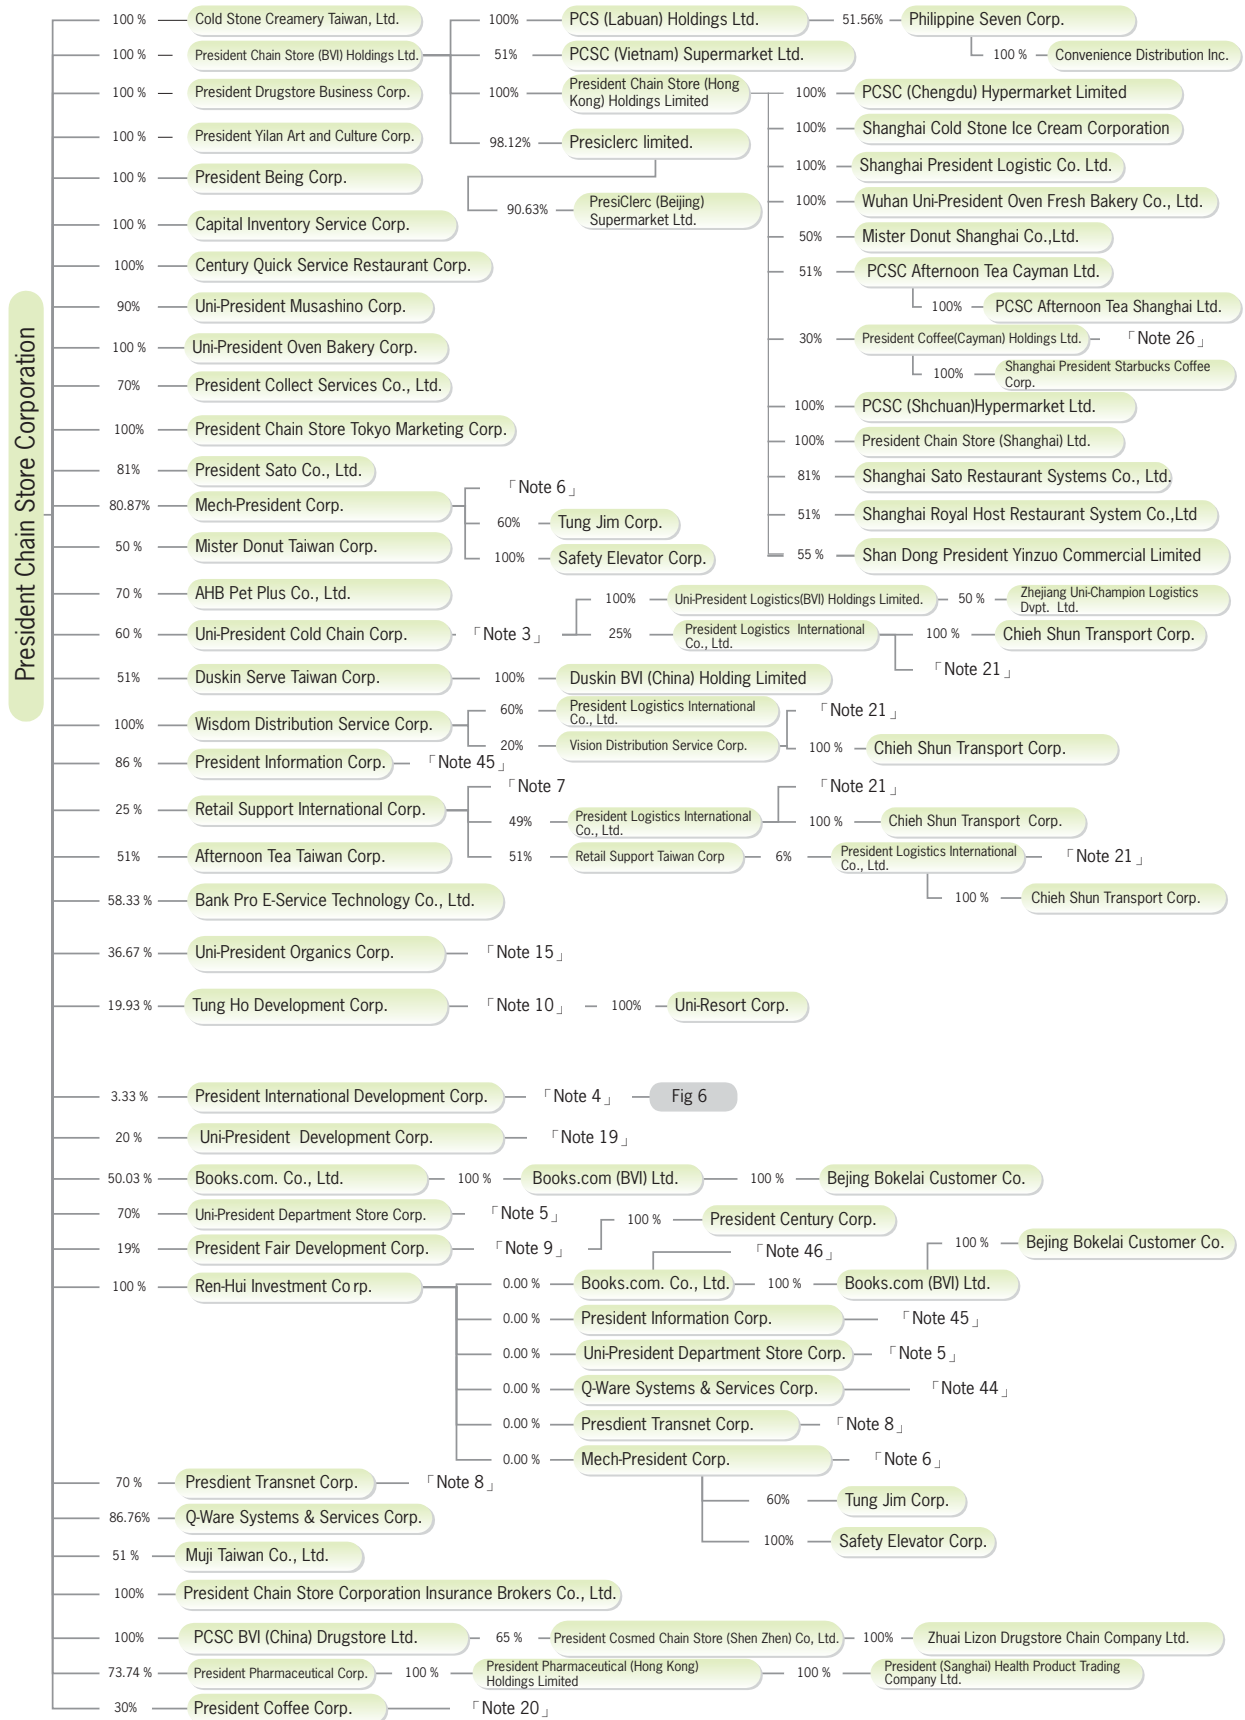 President Chain Store Corporation
100 % Cold Stone Creamery Taiwan, Ltd.
100% PCS (Labuan) Holdings Ltd. 51.56% Philippine Seven Corp.
100 % President Chain Store (BVI) Holdings Ltd. 51% PCSC (Vietnam) Supermarket Ltd. 100 % Convenience Distribution Inc.
100 % President Drugstore Business Corp.
100% President Chain Store (Hong
Kong) Holdings Limited
100% PCSC (Chengdu) Hypermarket Limited
100% Shanghai Cold Stone Ice Cream Corporation
100 % President Yilan Art and Culture Corp.
98.12% Presiclerc limited.
100% Shanghai President Logistic Co. Ltd.
100 % President Being Corp.
90.63% PresiClerc (Beijing)
Supermarket Ltd.
100% Wuhan Uni-President Oven Fresh Bakery Co., Ltd.
100 % Capital Inventory Service Corp.
50% Mister Donut Shanghai Co.,Ltd.
100% Century Quick Service Restaurant Corp.
51% PCSC Afternoon Tea Cayman Ltd.
90% Uni-President Musashino Corp.
100% PCSC Afternoon Tea Shanghai Ltd.
100 % Uni-President Oven Bakery Corp.
30% President Coffee(Cayman) Holdings Ltd. 「Note 26」
70% President Collect Services Co., Ltd.
100% Shanghai President Starbucks Coffee
Corp.
100% PCSC (Shchuan)Hypermarket Ltd.
100% President Chain Store Tokyo Marketing Corp.
100% President Chain Store (Shanghai) Ltd.
81% President Sato Co., Ltd.
81% Shanghai Sato Restaurant Systems Co., Ltd.
「Note 6」
80.87% Mech-President Corp.
60% Tung Jim Corp.
51% Shanghai Royal Host Restaurant System Co.,Ltd
50 % Mister Donut Taiwan Corp.
100% Safety Elevator Corp.
55 % Shan Dong President Yinzuo Commercial Limited
70 % AHB Pet Plus Co., Ltd.
100% Uni-President Logistics(BVI) Holdings Limited. 50 % Zhejiang Uni-Champion Logistics
Dvpt. Ltd.
60 % Uni-President Cold Chain Corp. 「Note 3」 25% President Logistics International
Co., Ltd.
100 % Chieh Shun Transport Corp.
「Note 21」
51% Duskin Serve Taiwan Corp. 100% Duskin BVI (China) Holding Limited
60% President Logistics International
Co., Ltd.
「Note 21」
100% Wisdom Distribution Service Corp.
20% Vision Distribution Service Corp. 100 % Chieh Shun Transport Corp.
86 % President Information Corp. 「Note 45」
「Note 7
「Note 21」
25 % Retail Support International Corp.
49% President Logistics International
Co., Ltd.
100 % Chieh Shun Transport Corp.
51% Afternoon Tea Taiwan Corp.
51% Retail Support Taiwan Corp 6% President Logistics International
Co., Ltd.
「Note 21」
58.33 % Bank Pro E-Service Technology Co., Ltd.
100 % Chieh Shun Transport Corp.
36.67 % Uni-President Organics Corp. 「Note 15」
19.93 % Tung Ho Development Corp. 「Note 10」 100% Uni-Resort Corp.
3.33 % President International Development Corp. 「Note 4」 Fig 6
20 % Uni-President Development Corp. 「Note 19」
50.03 % Books.com. Co., Ltd. 100 % Books.com (BVI) Ltd. 100 % Bejing Bokelai Customer Co.
70% Uni-President Department Store Corp. 「Note 5」
100 % President Century Corp.
19% President Fair Development Corp. 「Note 9」
「Note 46」
100 % Bejing Bokelai Customer Co.
100 % Ren-Hui Investment Co rp.
0.00 % Books.com. Co., Ltd. 100 % Books.com (BVI) Ltd.
0.00 % President Information Corp. 「Note 45」
0.00 % Uni-President Department Store Corp. 「Note 5」
0.00 % Q-Ware Systems & Services Corp. 「Note 44」
0.00 % Presdient Transnet Corp. 「Note 8」
0.00 % Mech-President Corp. 「Note 6」
70 % Presdient Transnet Corp. 「Note 8」
60% Tung Jim Corp.
86.76% Q-Ware Systems & Services Corp.
100% Safety Elevator Corp.
51 % Muji Taiwan Co., Ltd.
100% President Chain Store Corporation Insurance Brokers Co., Ltd.
100% PCSC BVI (China) Drugstore Ltd. 65 % President Cosmed Chain Store (Shen Zhen) Co, Ltd. 100% Zhuai Lizon Drugstore Chain Company Ltd.
73.74 % President Pharmaceutical Corp. 100 % President Pharmaceutical (Hong Kong)
Holdings Limited
100 % President (Sanghai) Health Product Trading
Company Ltd.
30% President Coffee Corp. 「Note 20」